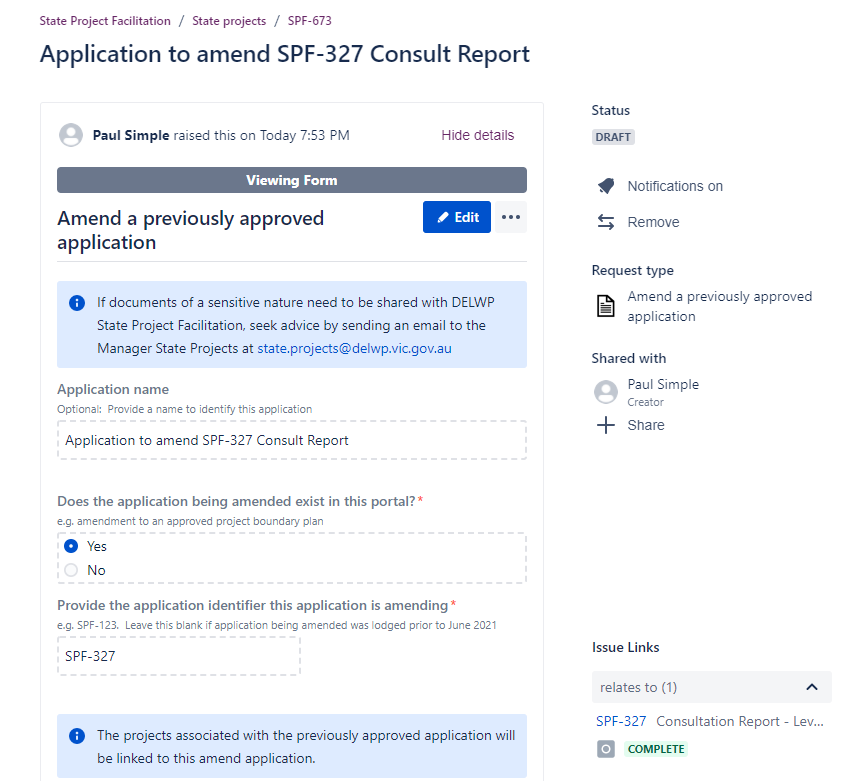 State Project Facilitation / State projects / SPF-673
Application to amend SPF-327 Consult Report
Paul Simple raised this on Today 7:53 PM
Hide details
Viewing Form
Amend a previously approved
application
Edit
If documents of a sensitive nature need to be shared with DELWP
State Project Facilitation, seek advice by sending an email to the
Manager State Projects at state.projects@delwp.vic.gov.au
Application name
Optional: Provide a name to identify this application
Application to amend SPF-327 Consult Report
Does the application being amended exist in this portal?*
e.g. amendment to an approved project boundary plan
Yes
No
Provide the application identifier this application is amending*
e.g. SPF-123. Leave this blank if application being amended was lodged prior to June 2021
SPF-327
The projects associated with the previously approved application will
be linked to this amend application.
Status
DRAFT
Notifications on
Remove
Request type
Amend a previously approved
application
Shared with
Paul Simple
Creator
Share
Issue Links
relates to (1)
SPF-327 Consultation Report - Lev...
COMPLETE